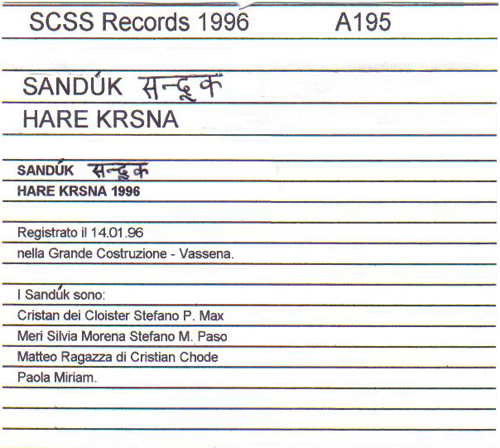 SCSS Records 1996 A195
SANDÚK सन्दूक
HARE KRSNA
SANDÚK सन्दूक
HARE KRSNA 1996
Registrato il 14.01.96
nella Grande Costruzione - Vassena.
I Sandúk sono:
Cristan dei Cloister Stefano P. Max
Meri Silvia Morena Stefano M. Paso
Matteo Ragazza di Cristian Chode
Paola Miriam.